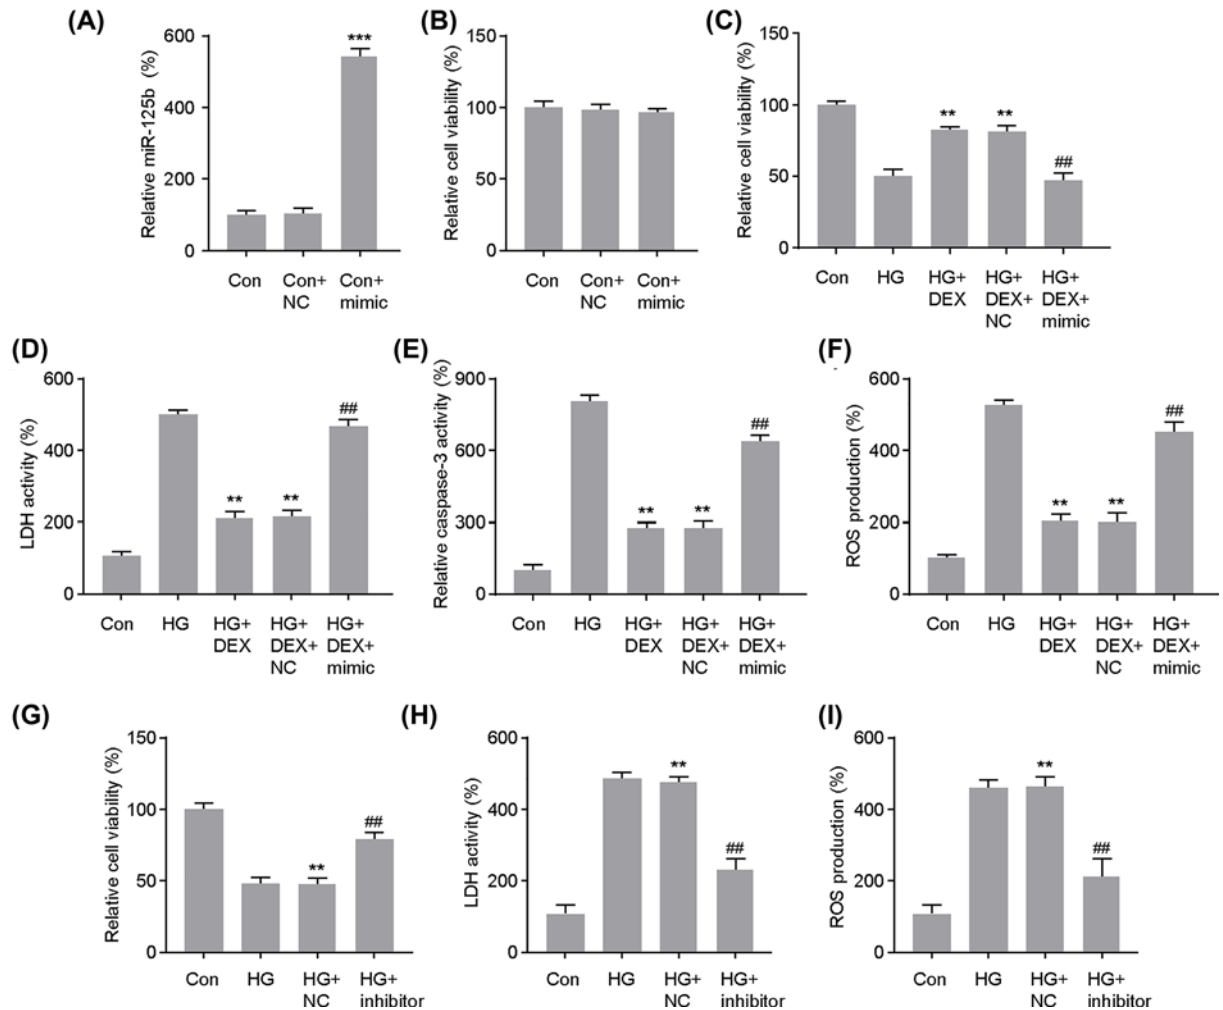 (A)
Relative miR-125b (%)
600
400
200
0
***
Con
Con+
NC
Con+
mimic
(B)
Relative cell viability (%)
150
100
50
0
Con
Con+
NC
Con+
mimic
(C)
Relative cell viability (%)
150
100
50
0
**
**
##
Con
HG
HG+
DEX
HG+
DEX+
NC
HG+
DEX+
mimic
(D)
LDH activity (%)
600
400
200
0
**
**
##
Con
HG
HG+
DEX
HG+
DEX+
NC
HG+
DEX+
mimic
(E)
Relative caspase-3 activity (%)
900
600
300
0
**
**
##
Con
HG
HG+
DEX
HG+
DEX+
NC
HG+
DEX+
mimic
(F)
ROS production (%)
600
400
200
0
**
**
##
Con
HG
HG+
DEX
HG+
DEX+
NC
HG+
DEX+
mimic
(G)
Relative cell viability (%)
150
100
50
0
**
##
Con
HG
HG+
NC
HG+
inhibitor
(H)
LDH activity (%)
600
400
200
0
**
##
Con
HG
HG+
NC
HG+
inhibitor
(I)
ROS production (%)
600
400
200
0
**
##
Con
HG
HG+
NC
HG+
inhibitor